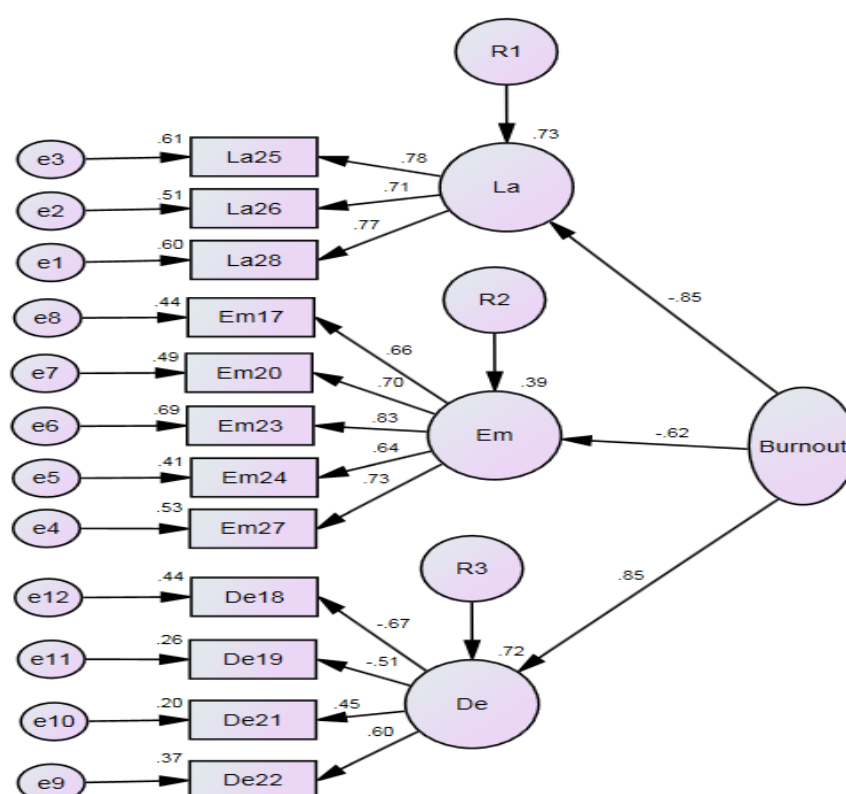 R1
.73
.61
e3
La25
.78
La
.51
e2
La26
.71
.60
e1
La28
.77
-.85
R2
.44
e8
Em17
.66
.39
.49
e7
Em20
.70
.69
e6
Em23
.83
Em
-.62
Burnout
.41
e5
Em24
.64
.53
e4
Em27
.73
R3
.85
.44
e12
De18
-.67
.72
.26
e11
De19
-.51
.20
e10
De21
.45
De
.37
e9
De22
.60